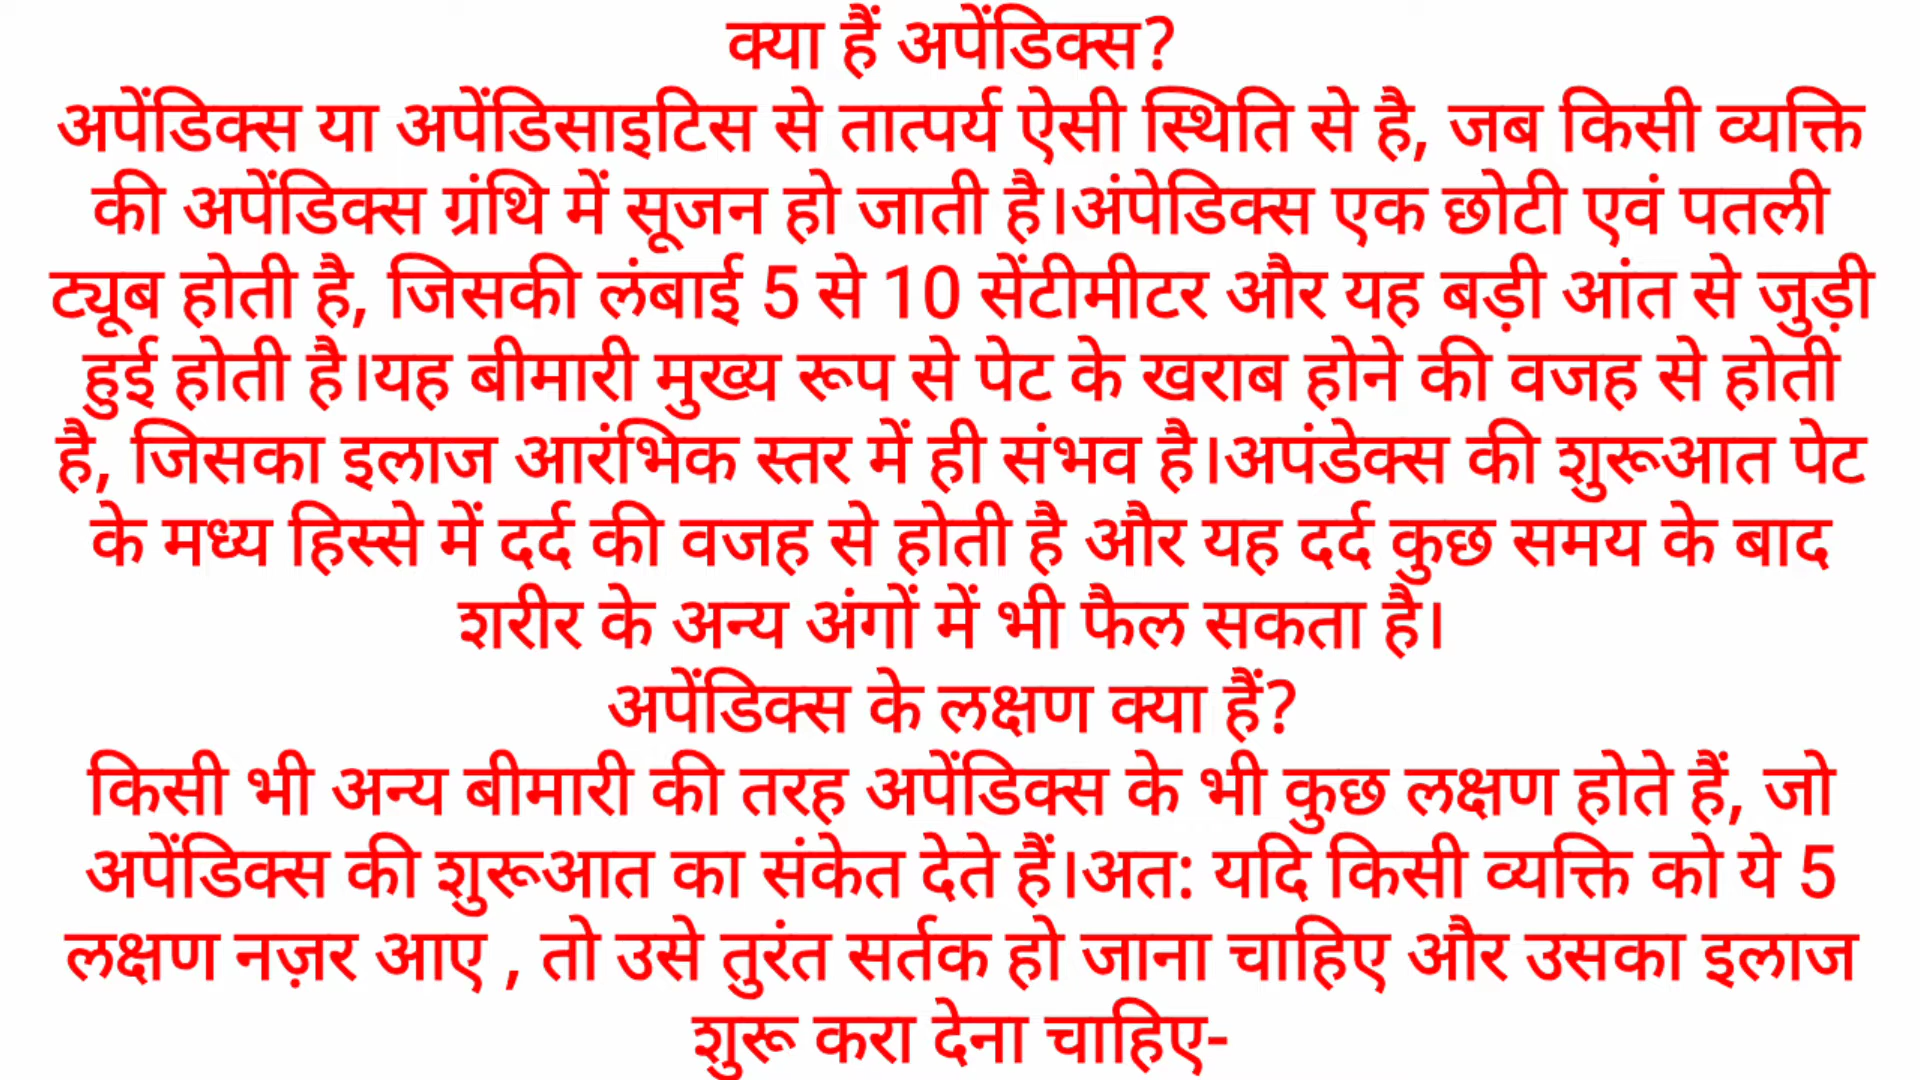 क्या हैं अपेंडिक्स?
अपेंडिक्स या अपेंडिसाइटिस से तात्पर्य ऐसी स्थिति से है, जब किसी व्यक्ति
की अपेंडिक्स ग्रंथि में सूजन हो जाती है।अंपेडिक्स एक छोटी एवं पतली
ट्यूब होती है, जिसकी लंबाई 5 से 10 सेंटीमीटर और यह बड़ी आंत से जुड़ी
हुई होती है।यह बीमारी मुख्य रूप से पेट के खराब होने की वजह से होती
है, जिसका इलाज आरंभिक स्तर में ही संभव है।अपंडेक्स की शुरूआत पेट
के मध्य हिस्से में दर्द की वजह से होती है और यह दर्द कुछ समय के बाद
शरीर के अन्य अंगों में भी फैल सकता है।
अपेंडिक्स के लक्षण क्या हैं?
किसी भी अन्य बीमारी की तरह अपेंडिक्स के भी कुछ लक्षण होते हैं, जो
अपेंडिक्स की शुरूआत का संकेत देते हैं।अत: यदि किसी व्यक्ति को ये 5
लक्षण नज़र आए , तो उसे तुरंत सर्तक हो जाना चाहिए और उसका इलाज
शुरू करा देना चाहिए-